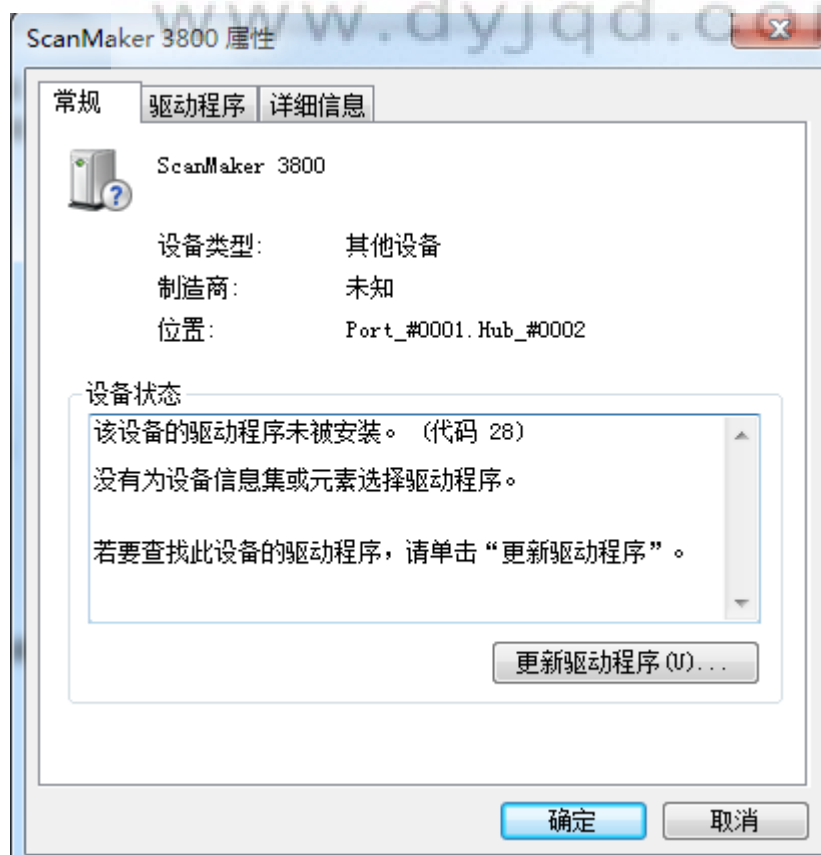 www.dyjqd.co
ScanMaker 3800 属性
常规 驱动程序 详细信息
ScanMaker 3800
设备类型: 其他设备
制造商: 未知
位置: Port_#0001.Hub_#0002
设备状态
该设备的驱动程序未被安装。 (代码 28)
没有为设备信息集或元素选择驱动程序。
若要查找此设备的驱动程序，请单击“更新驱动程序”。
更新驱动程序(U)...
确定 取消